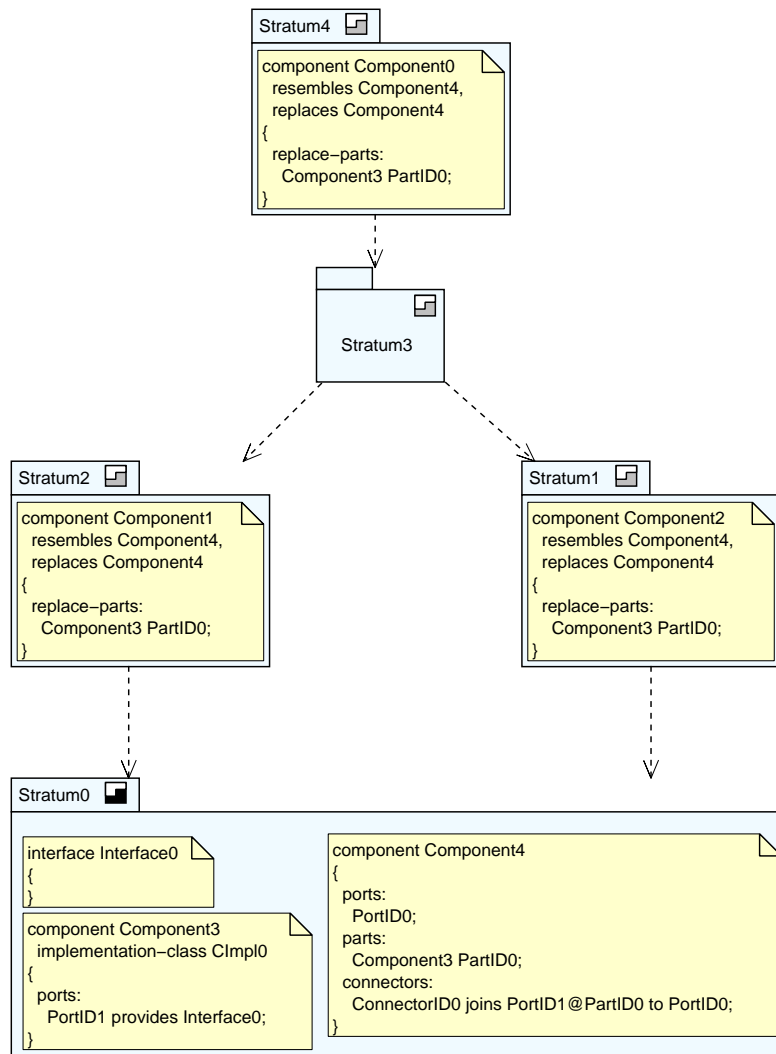 Stratum4
component Component0
resembles Component4,
replaces Component4
{
replace−parts:
Component3 PartID0;
}
Stratum3
Stratum2
component Component1
resembles Component4,
replaces Component4
{
replace−parts:
Component3 PartID0;
}
Stratum1
component Component2
resembles Component4,
replaces Component4
{
replace−parts:
Component3 PartID0;
}
Stratum0
interface Interface0
{
}
component Component3
implementation−class CImpl0
{
ports:
PortID1 provides Interface0;
}
component Component4
{
ports:
PortID0;
parts:
Component3 PartID0;
connectors:
ConnectorID0 joins PortID1@PartID0 to PortID0;
}